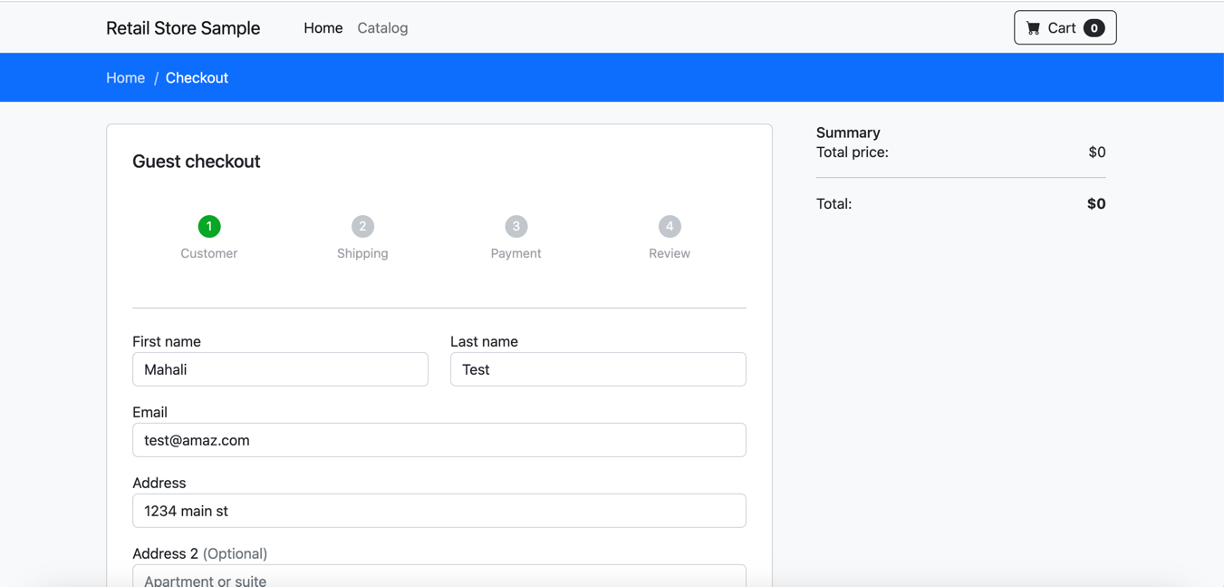 Retail Store Sample Home Catalog Cart 0
Home / Checkout
Guest checkout
1 2 3 4
Customer Shipping Payment Review
First name Last name
Mahali Test
Email
test@amaz.com
Address
1234 main st
Address 2 (Optional)
Apartment or suite
Summary
Total price: $0
Total: $0